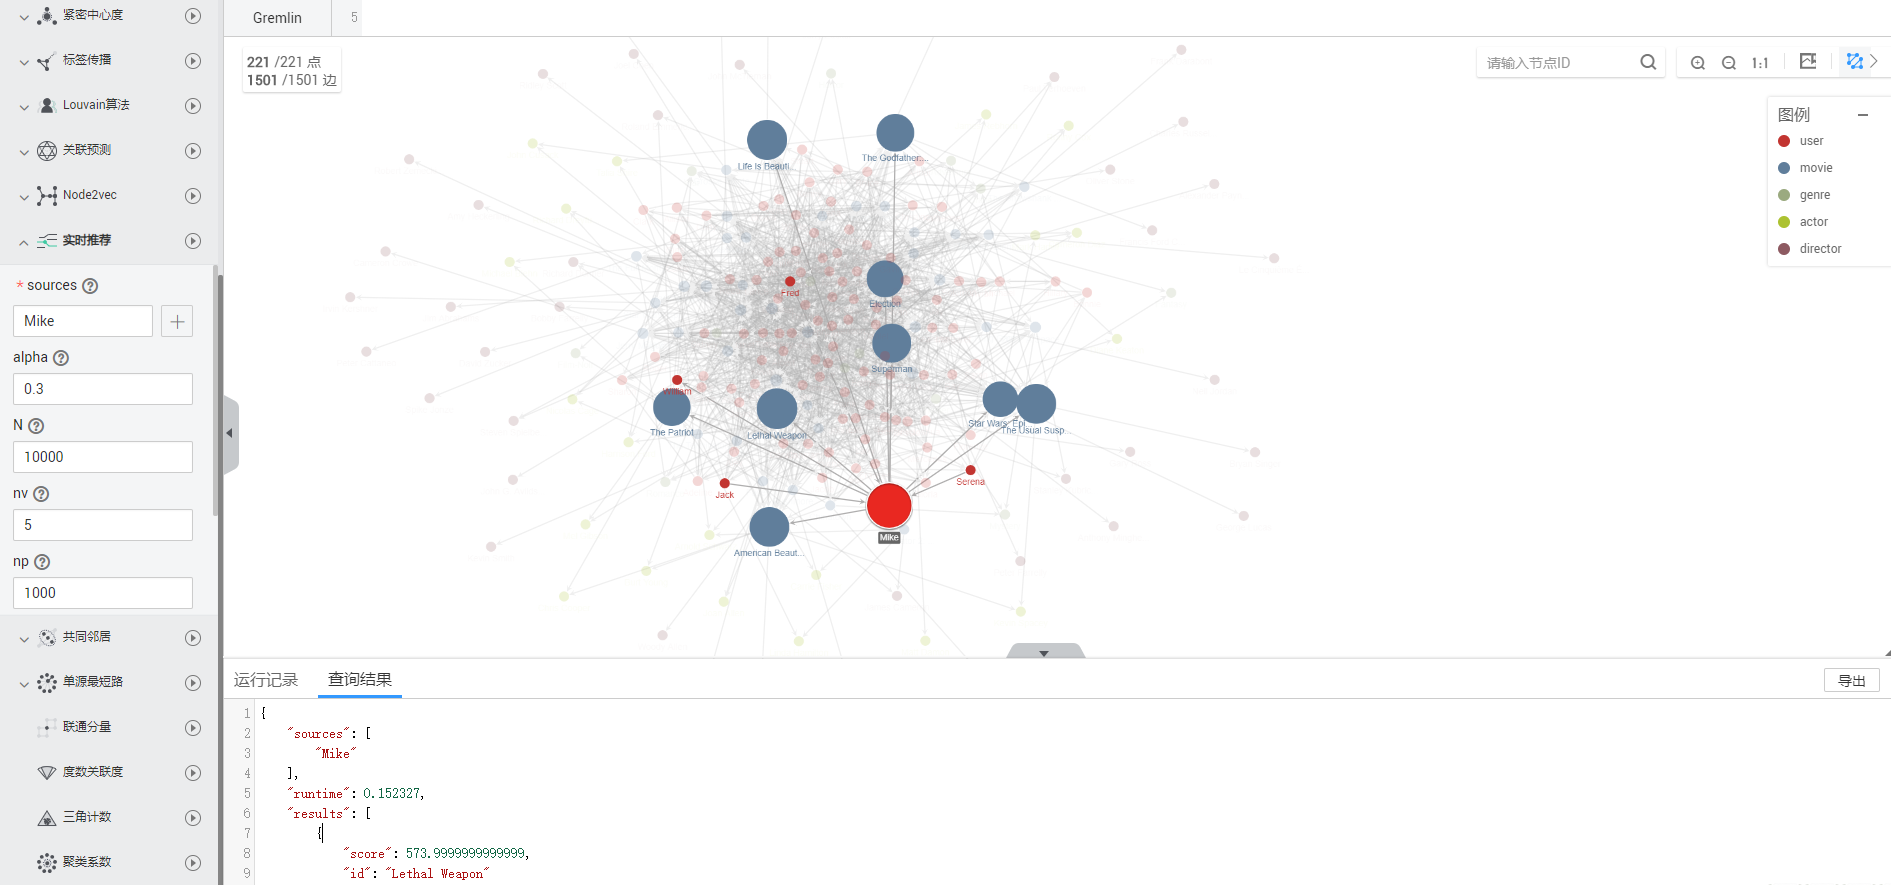 紧密中心度
标签传播
Louvain算法
关联预测
Node2vec
实时推荐
* sources ?
Mike
+
alpha ?
0.3
N ?
10000
nv ?
5
np ?
1000
共同邻居
单源最短路
联通分量
度数关联度
三角计数
聚类系数
Gremlin
5
221 /221 点
1501 /1501 边
请输入节点ID
1:1
图例
user
movie
genre
actor
director
Life Is Beauti...
The Godfather:...
Fred
Election
Superman
William
The Patriot
Lethal Weapon
Star Wars: Epi...
The Usual Susp...
Jack
Serena
Mike
American Beaut...
运行记录
查询结果
导出
1 {
2 "sources": [
3 "Mike"
4 ],
5 "runtime": 0.152327,
6 "results": [
7 {
8 "score": 573.9999999999999,
9 "id": "Lethal Weapon"